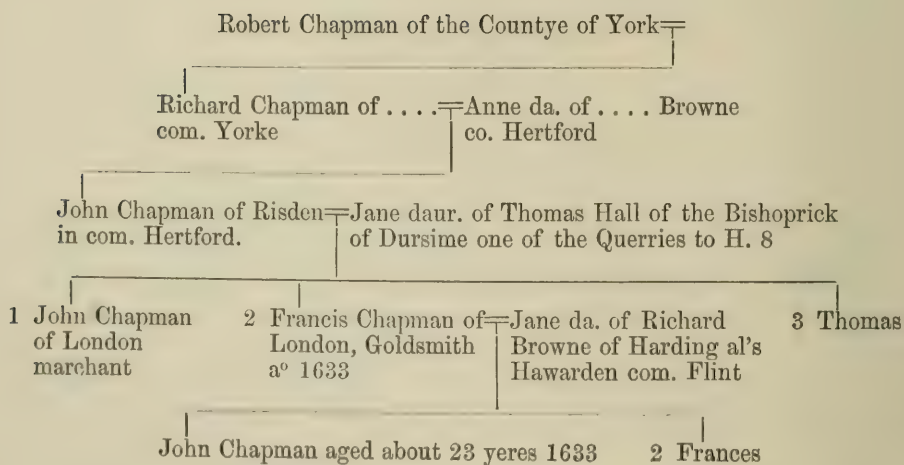 Robert Chapman of the Countye of York
Richard Chapman of . . . . Anne da. of . . . . Browne
com. Yorke co. Hertford
John Chapman of Risden Jane daur. of Thomas Hall of the Bishoprick
in com. Hertford. of Dursime one of the Querries to H. 8
1 John Chapman 2 Francis Chapman of Jane da. of Richard 3 Thomas
of London London, Goldsmith Browne of Harding al's
marchant aº 1633 Hawarden com. Flint
John Chapman aged about 23 yeres 1633 2 Frances